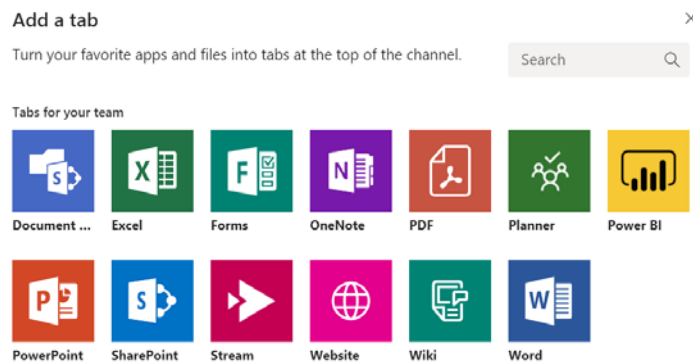 Add a tab
Turn your favorite apps and files into tabs at the top of the channel.
Search
Tabs for your team
Document ...
Excel
Forms
OneNote
PDF
Planner
Power BI
PowerPoint
SharePoint
Stream
Website
Wiki
Word